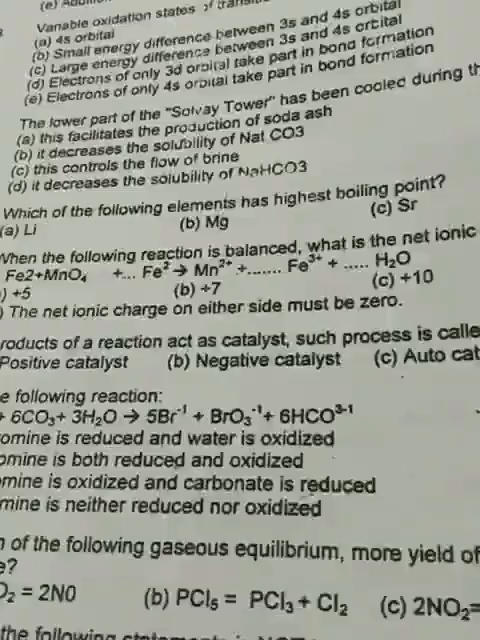 (e)
Variable oxidation states of
(a) 4s orbital
(b) Small energy difference between 3s and 4s orbital
(c) Large energy difference between 3s and 4s orbital
(d) Electrons of only 3d orbital take part in bond formation
(e) Electrons of only 4s orbital take part in bond formation
The lower part of the "Solvay Tower" has been cooled during th
(a) this facilitates the production of soda ash
(b) it decreases the solubility of Nat CO3
(c) this controls the flow of brine
(d) it decreases the solubility of NaHCO3
Which of the following elements has highest boiling point?
(a) Li (b) Mg (c) Sr
When the following reaction is balanced, what is the net ionic
Fe2+MnO₄ +... Fe²⁺ → Mn²⁺ +....... Fe³⁺ + ..... H₂O
) +5 (b) +7 (c) +10
) The net ionic charge on either side must be zero.
roducts of a reaction act as catalyst, such process is calle
Positive catalyst (b) Negative catalyst (c) Auto cat
e following reaction:
+ 6CO₃+ 3H₂O → 5Br⁻¹ + BrO₃⁻¹+ 6HCO³⁻¹
omine is reduced and water is oxidized
omine is both reduced and oxidized
mine is oxidized and carbonate is reduced
mine is neither reduced nor oxidized
n of the following gaseous equilibrium, more yield of
e?
O₂ = 2N0 (b) PCl₅ = PCl₃ + Cl₂ (c) 2NO₂=
the following